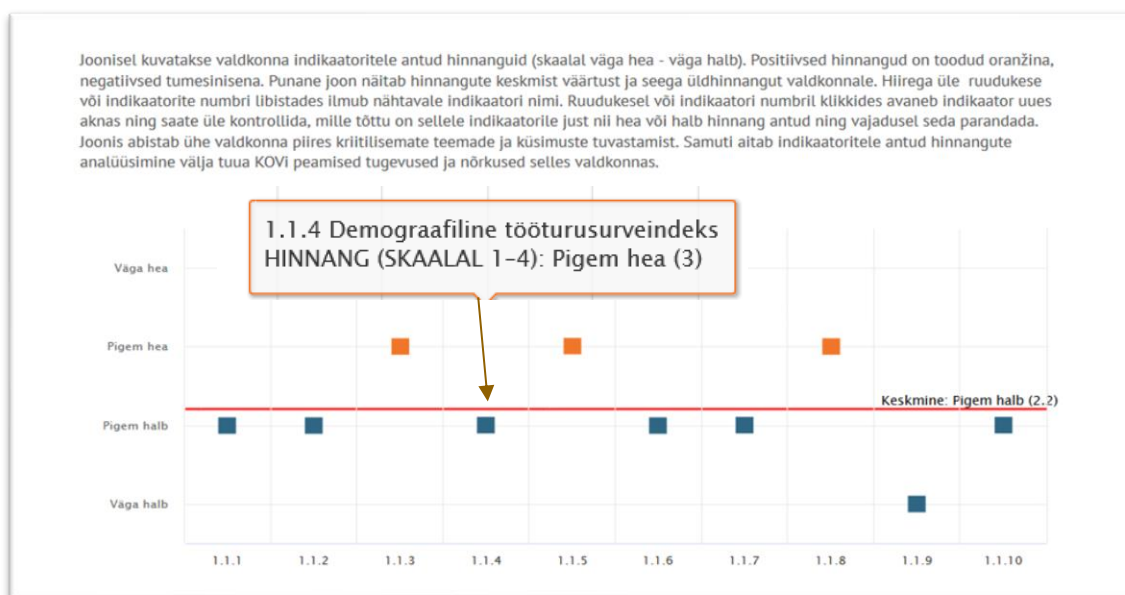 Joonisel kuvatakse valdkonna indikaatoritele antud hinnanguid (skaalal väga hea - väga halb). Positiivsed hinnangud on toodud oranžina,
negatiivsed tumesinisena. Punane joon näitab hinnangute keskmist väärtust ja seega üldhinnangut valdkonnale. Hiirega üle ruudukese
või indikaatorite numbri libistades ilmub nähtavale indikaatori nimi. Ruudukesel või indikaatori numbril klikkides avaneb indikaator uues
aknas ning saate üle kontrollida, mille tõttu on sellele indikaatorile just nii hea või halb hinnang antud ning vajadusel seda parandada.
Joonis abistab ühe valdkonna piires kriitilisemate teemade ja küsimuste tuvastamist. Samuti aitab indikaatoritele antud hinnangute
analüüsimine välja tuua KOVi peamised tugevused ja nõrkused selles valdkonnas.
1.1.4 Demograafiline tööturusurveindeks
HINNANG (SKAALAL 1-4): Pigem hea (3)
Väga hea
Pigem hea
Keskmine: Pigem halb (2.2)
Pigem halb
Väga halb
1.1.1 1.1.2 1.1.3 1.1.4 1.1.5 1.1.6 1.1.7 1.1.8 1.1.9 1.1.10